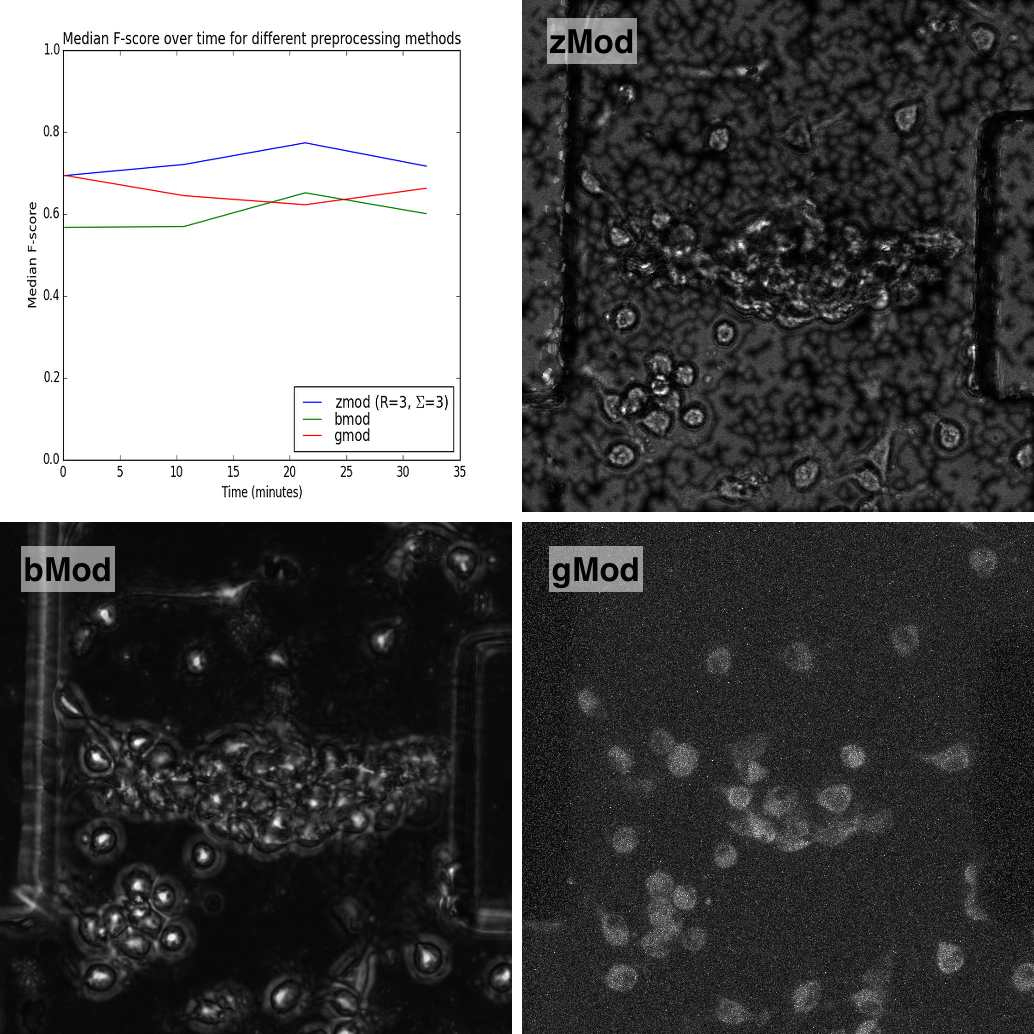 Median F-score over time for different preprocessing methods
1.0
0.8
0.6
0.4
0.2
0.0
Median F-score
zmod (R=3, Σ=3)
bmod
gmod
0 5 10 15 20 25 30 35
Time (minutes)
zMod
bMod
gMod